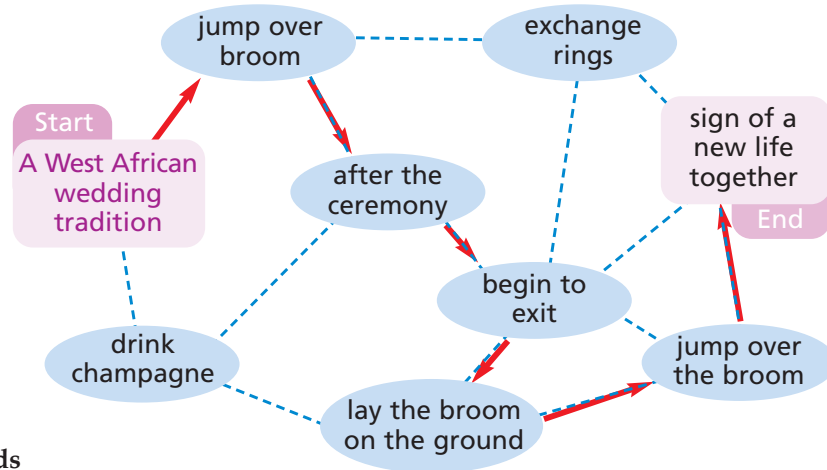 jump over
broom
exchange
rings
Start
A West African
wedding
tradition
sign of a
new life
together
End
after the
ceremony
begin to
exit
drink
champagne
jump over
the broom
lay the broom
on the ground
ds